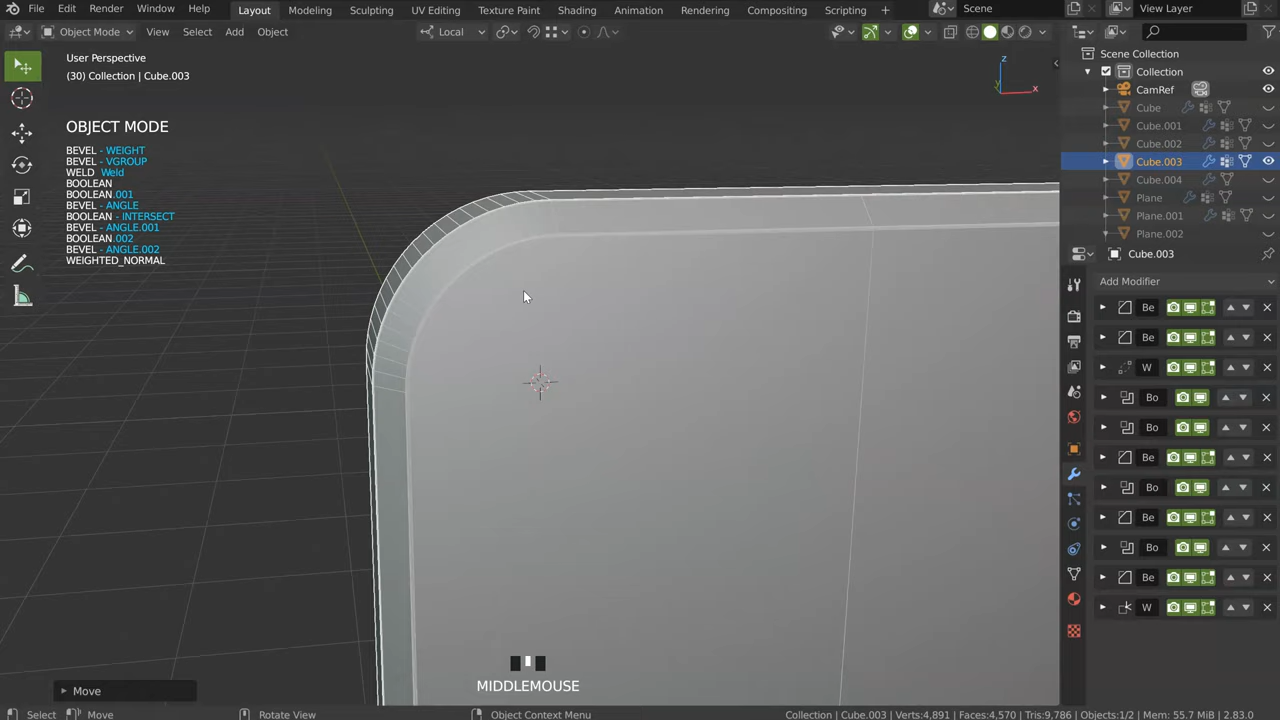 File Edit Render Window Help Layout Modeling Sculpting UV Editing Texture Paint Shading Animation Rendering Compositing Scripting + Scene View Layer
Object Mode View Select Add Object Local
User Perspective
(30) Collection | Cube.003
OBJECT MODE
BEVEL - WEIGHT
BEVEL - VGROUP
WELD Weld
BOOLEAN
BOOLEAN.001
BEVEL - ANGLE
BOOLEAN - INTERSECT
BEVEL - ANGLE.001
BOOLEAN.002
BEVEL - ANGLE.002
WEIGHTED_NORMAL
z
y
x
Scene Collection
Collection
CamRef
Cube
Cube.001
Cube.002
Cube.003
Cube.004
Plane
Plane.001
Plane.002
Cube.003
Add Modifier
Be
Be
W
Bo
Bo
Be
Bo
Be
Bo
Be
W
MIDDLEMOUSE
Move
Select Move Rotate View Object Context Menu Collection | Cube.003 | Verts:4,891 | Faces:4,570 | Tris:9,786 | Objects:1/2 | Mem: 55.7 MiB | 2.83.0